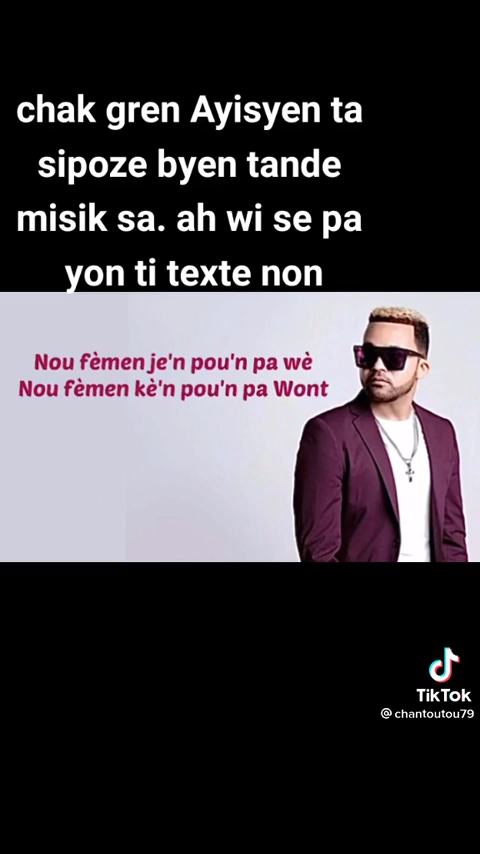 chak gren Ayisyen ta
sipoze byen tande
misik sa. ah wi se pa
yon ti texte non
Nou fèmen je'n pou'n pa wè
Nou fèmen kè'n pou'n pa Wont
TikTok
@chantoutou79